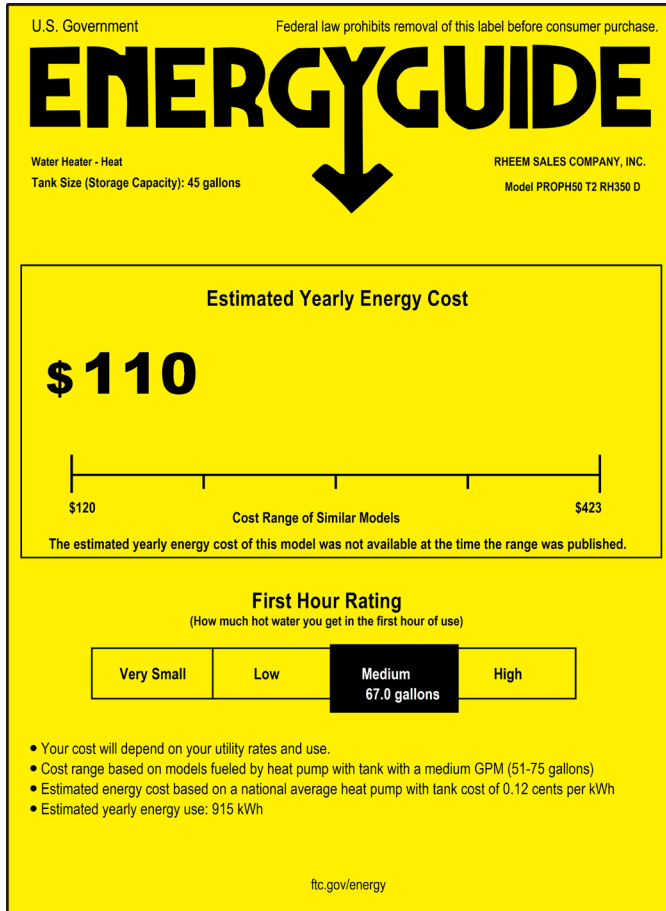 U.S. Government
Federal law prohibits removal of this label before consumer purchase.
ENERGYGUIDE
Water Heater - Heat
Tank Size (Storage Capacity): 45 gallons
RHEEM SALES COMPANY, INC.
Model PROPH50 T2 RH350 D
Estimated Yearly Energy Cost
$ 110
$120
$423
Cost Range of Similar Models
The estimated yearly energy cost of this model was not available at the time the range was published.
First Hour Rating
(How much hot water you get in the first hour of use)
Very Small
Low
Medium
67.0 gallons
High
● Your cost will depend on your utility rates and use.
● Cost range based on models fueled by heat pump with tank with a medium GPM (51-75 gallons)
● Estimated energy cost based on a national average heat pump with tank cost of 0.12 cents per kWh
● Estimated yearly energy use: 915 kWh
ftc.gov/energy